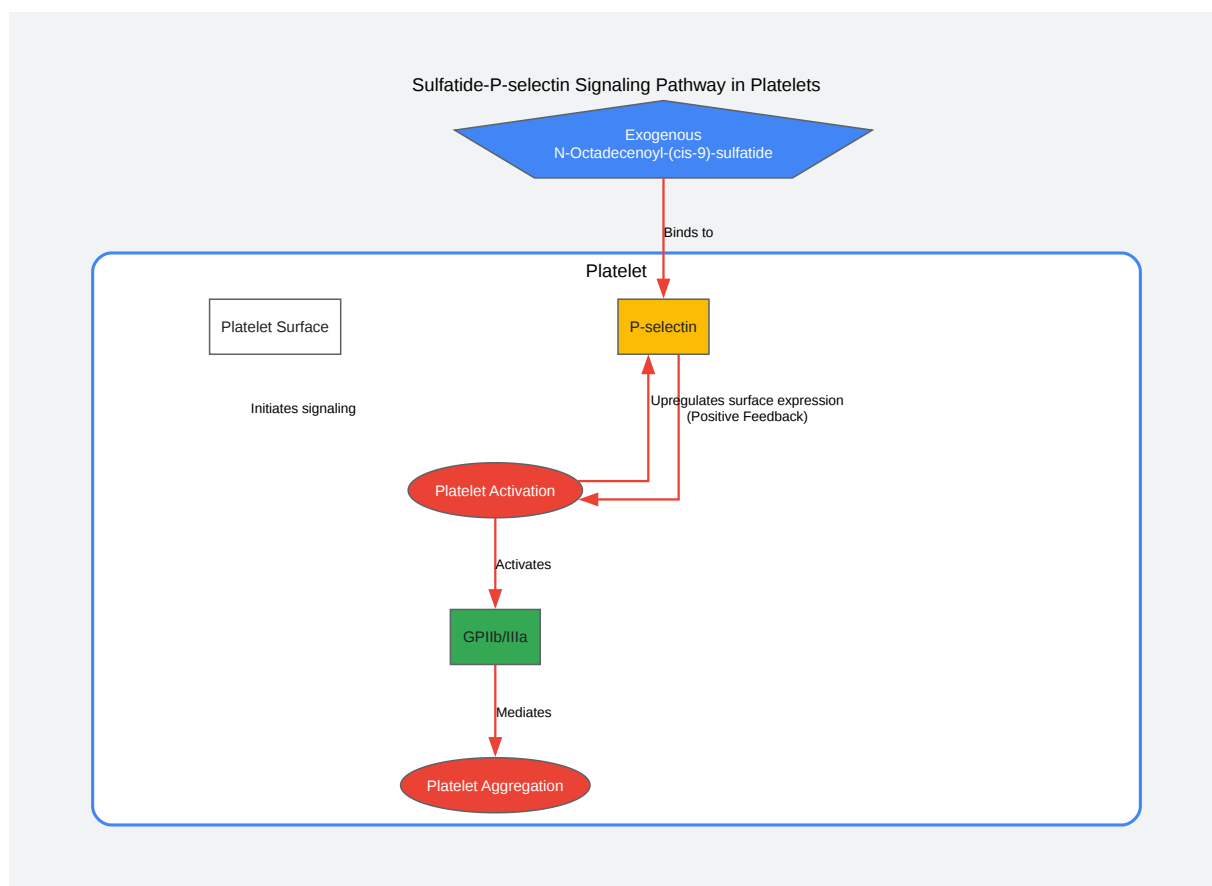 Sulfatide-P-selectin Signaling Pathway in Platelets
Exogenous
N-Octadecenoyl-(cis-9)-sulfatide
Binds to
Platelet
Platelet Surface
P-selectin
Initiates signaling
Upregulates surface expression
(Positive Feedback)
Platelet Activation
Activates
GPIIb/IIIa
Mediates
Platelet Aggregation